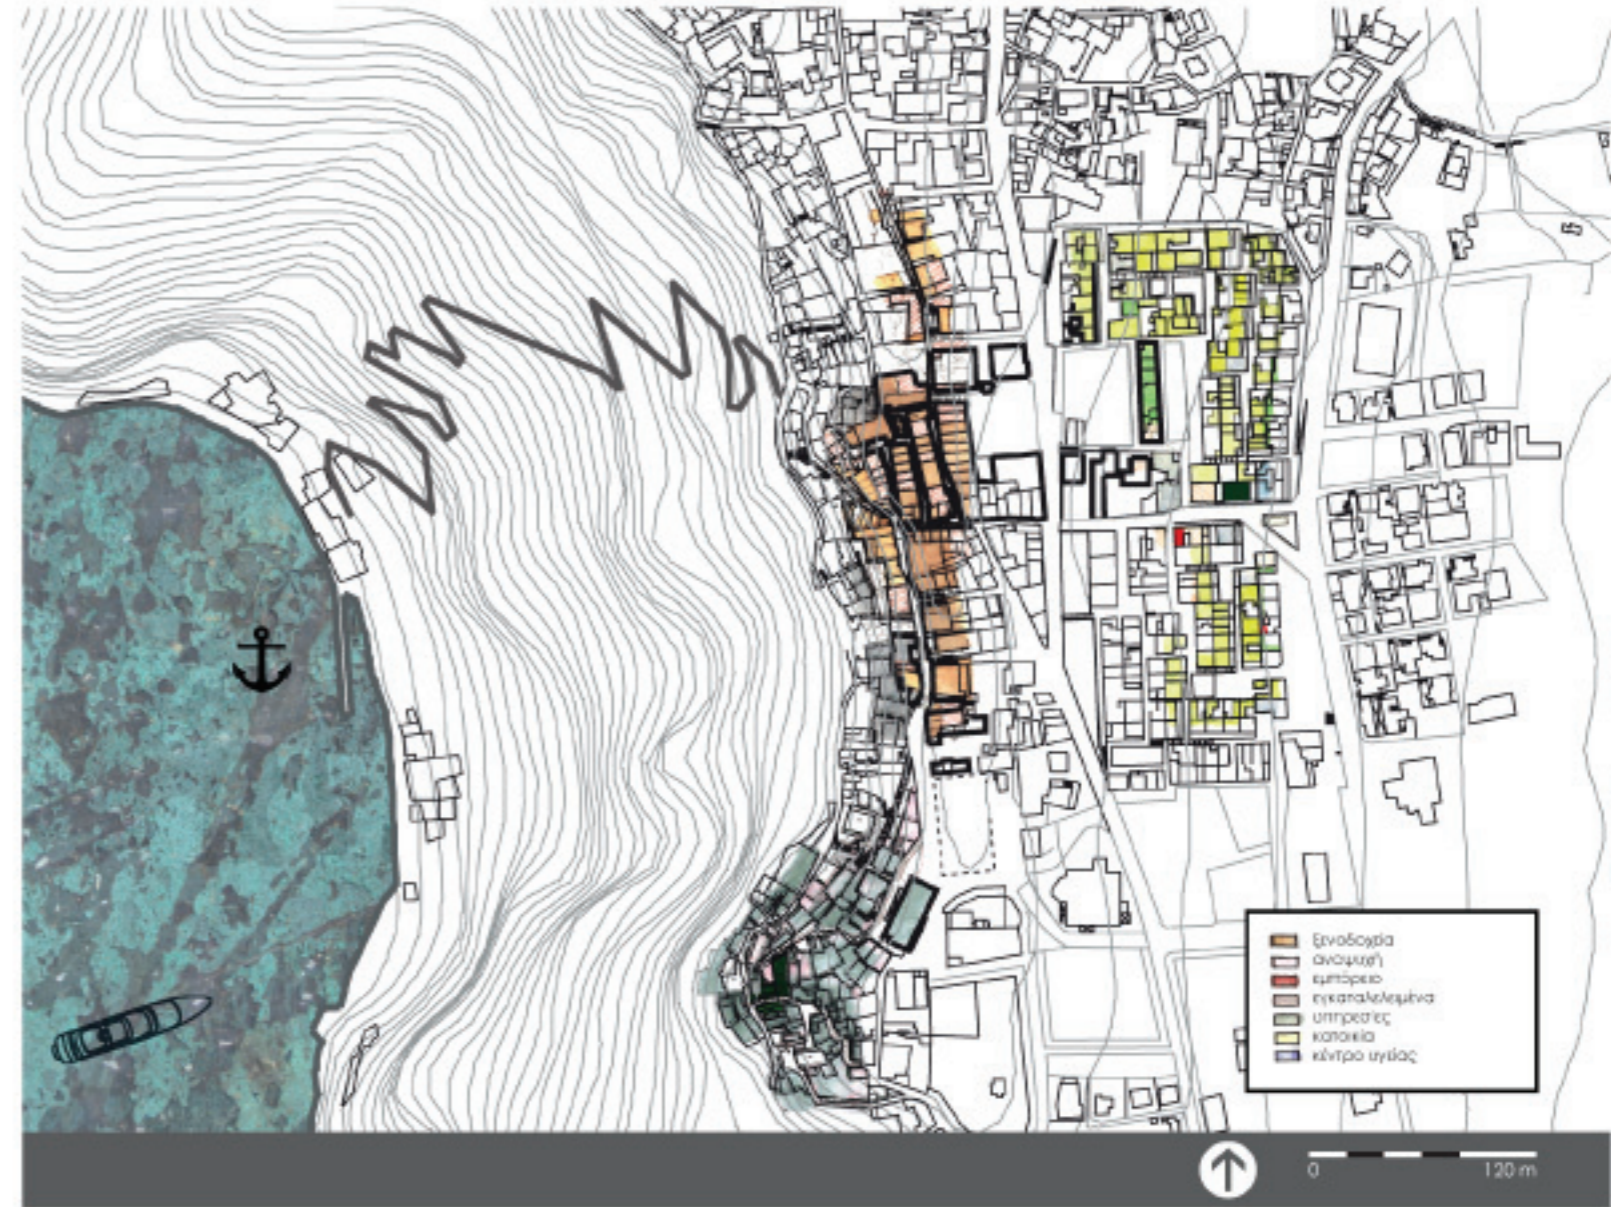 ξενοδοχεία
αναψυχή
εμπόρειο
εγκαταλελειμένα
υπηρεσίες
κατοικία
κέντρο υγείας
0 120 m